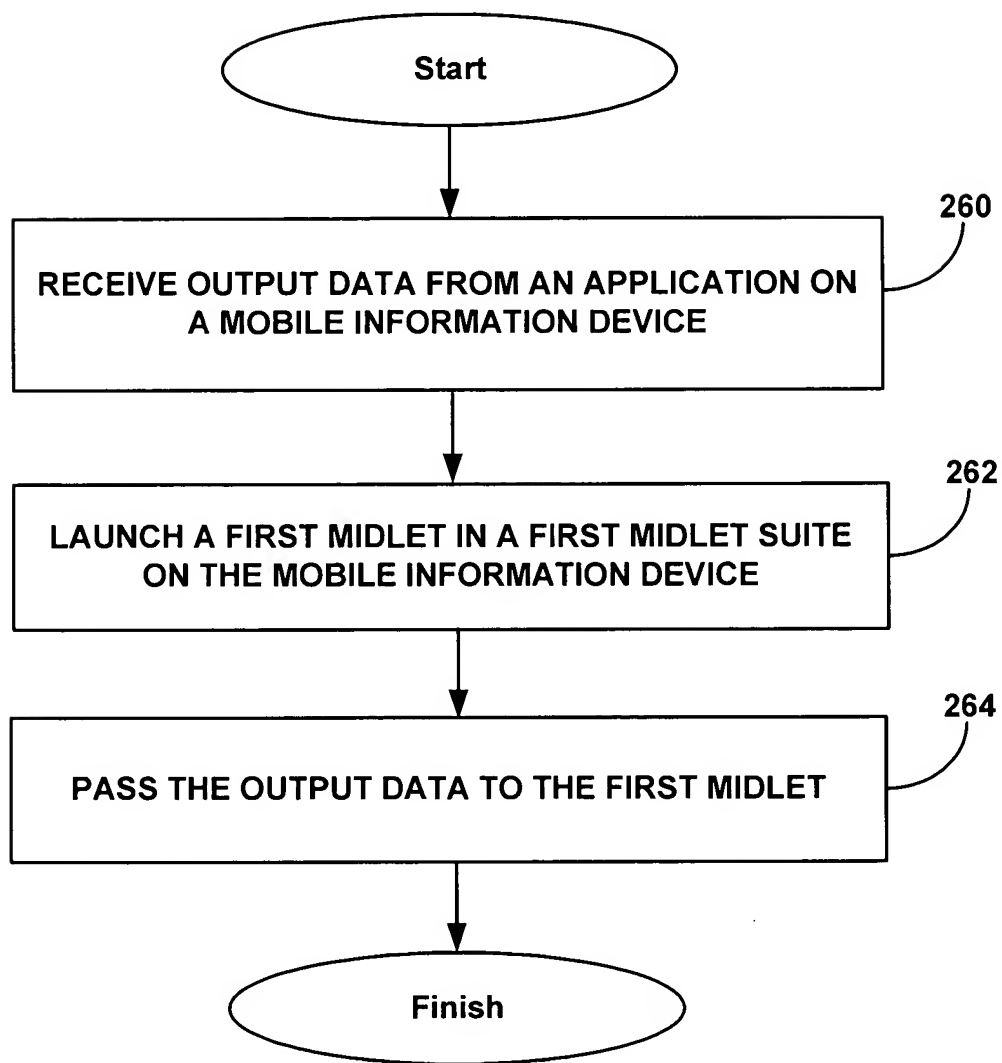 Start
260
RECEIVE OUTPUT DATA FROM AN APPLICATION ON
A MOBILE INFORMATION DEVICE
262
LAUNCH A FIRST MIDLET IN A FIRST MIDLET SUITE
ON THE MOBILE INFORMATION DEVICE
264
PASS THE OUTPUT DATA TO THE FIRST MIDLET
Finish